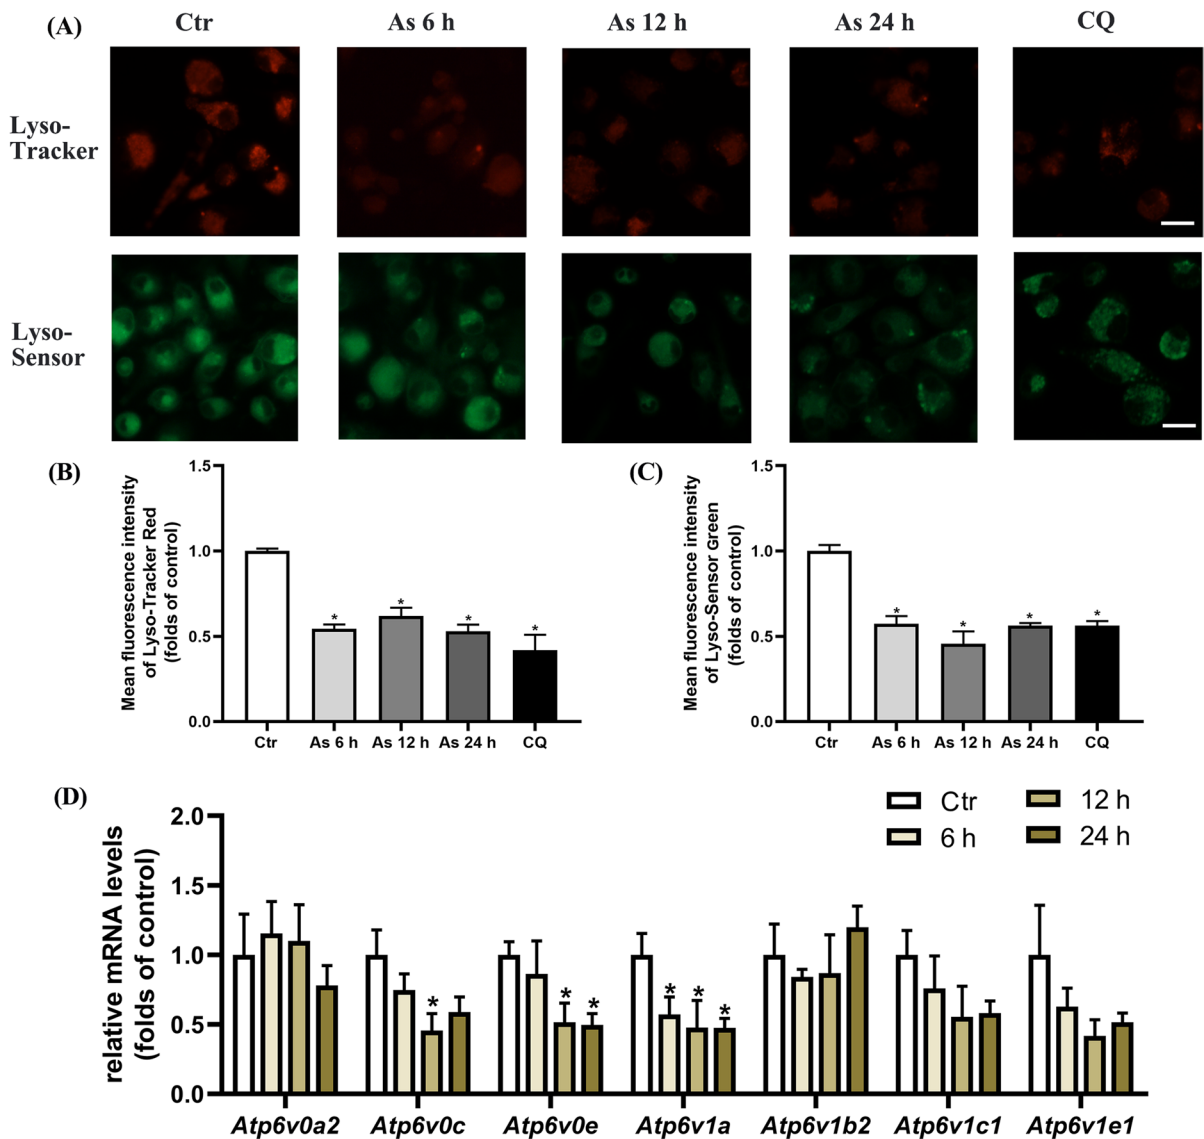 (A)
Ctr
As 6 h
As 12 h
As 24 h
CQ
Lyso-
Tracker
Lyso-
Sensor
(B)
Mean fluorescence intensity
of Lyso-Tracker Red
(folds of control)
1.5
1.0
0.5
0.0
*
*
*
*
Ctr
As 6 h
As 12 h
As 24 h
CQ
(C)
Mean fluorescence intensity
of Lyso-Sensor Green
(folds of control)
1.5
1.0
0.5
0.0
*
*
*
*
Ctr
As 6 h
As 12 h
As 24 h
CQ
(D)
relative mRNA levels
(folds of control)
2.0
1.5
1.0
0.5
0.0
Ctr
6 h
12 h
24 h
*
*
*
*
*
*
Atp6v0a2
Atp6v0c
Atp6v0e
Atp6v1a
Atp6v1b2
Atp6v1c1
Atp6v1e1